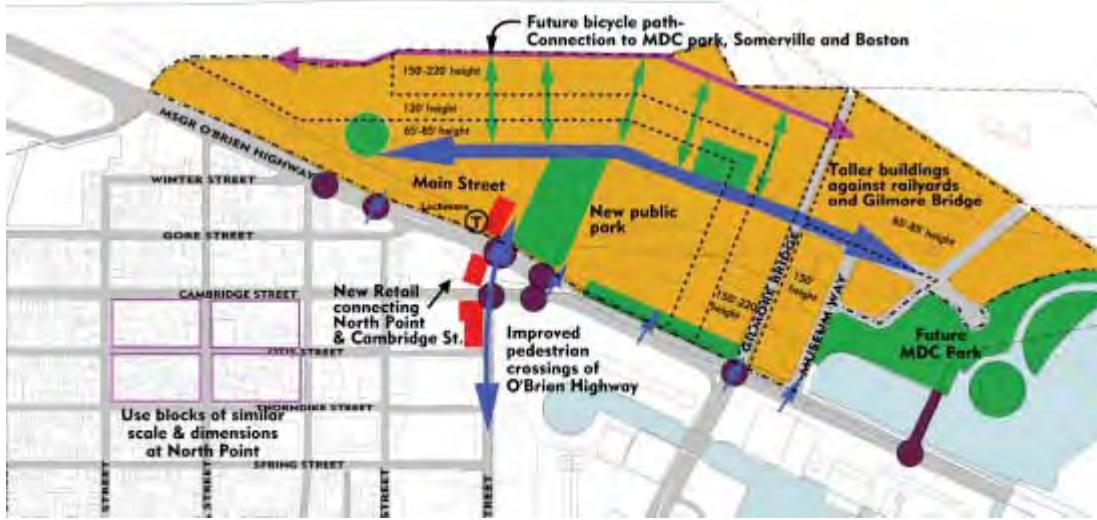 Future bicycle path-
Connection to MDC park, Somerville and Boston
150'-220' height
120' height
65'-85' height
MSGR O'BRIEN HIGHWAY
WINTER STREET
Main Street
Lechmere
T
GORE STREET
New public
park
Taller buildings
against railyards
and Gilmore Bridge
65'-85'
height
CAMBRIDGE STREET
New Retail
connecting
North Point
& Cambridge St.
GILMORE BRIDGE
150'
height
150'-220'
height
MUSEUM WAY
Improved
pedestrian
crossings of
O'Brien Highway
Future
MDC Park
OTIS STREET
THORNDIKE STREET
Use blocks of similar
scale & dimensions
at North Point
SPRING STREET
STREET
STREET
STREET
STREET